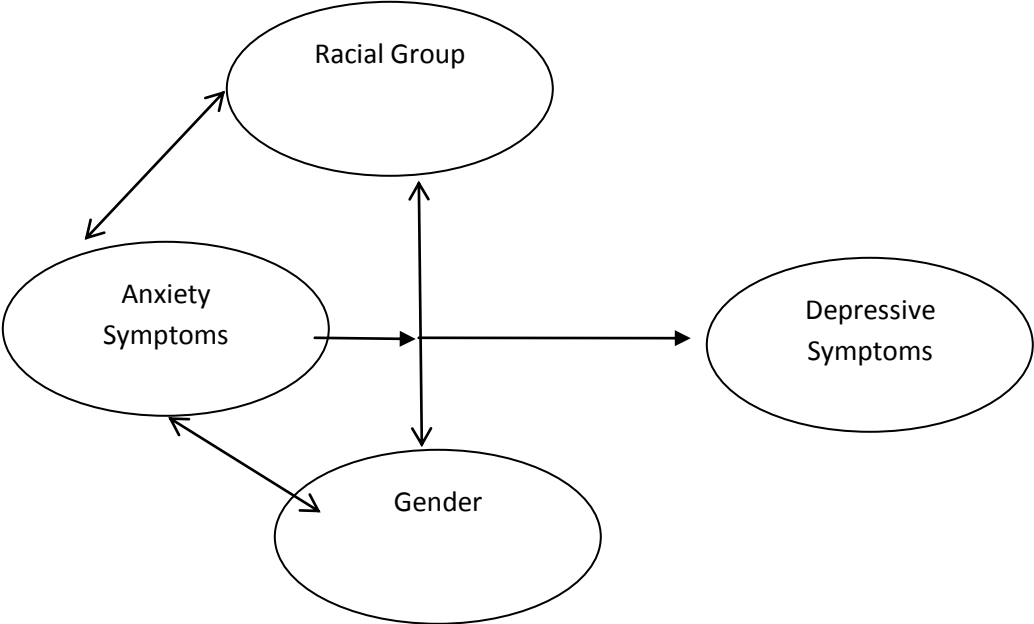 Racial Group
Anxiety
Symptoms
Depressive
Symptoms
Gender